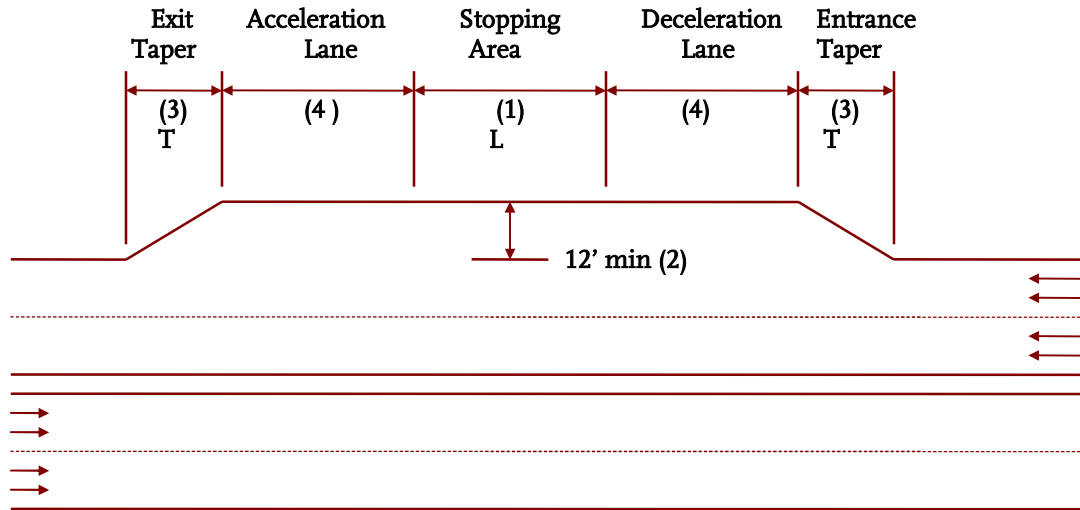 Exit Taper
Acceleration Lane
Stopping Area
Deceleration Lane
Entrance Taper
(3)
T
(4 )
(1)
L
(4)
(3)
T
12’ min (2)